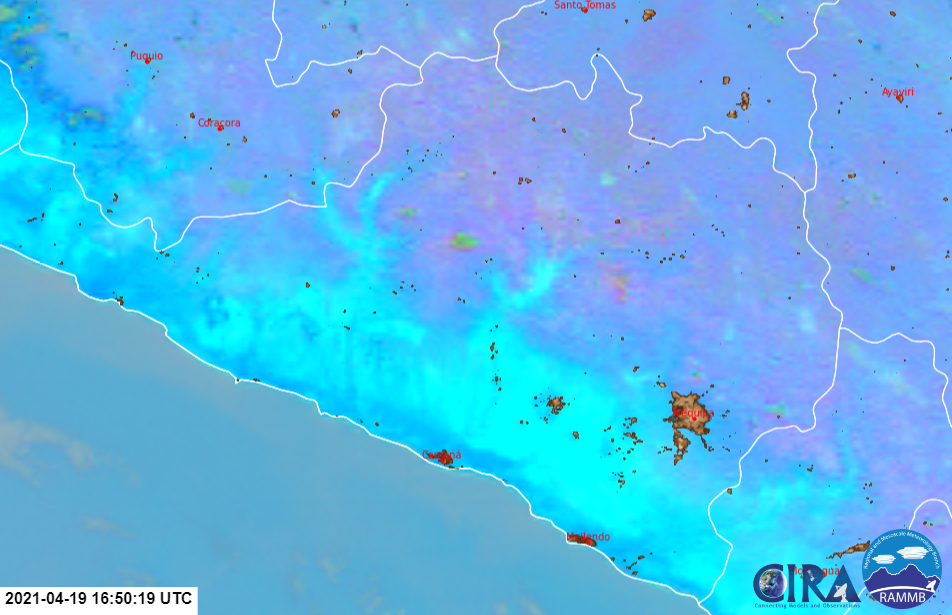 Santo Tomas
Puquio
Ayaviri
Coracora
Arequipa
Camaná
Mollendo
Moquegua
CIRA
Connecting Models and Observations
Regional and Mesoscale Meteorology Branch
RAMMB
2021-04-19 16:50:19 UTC